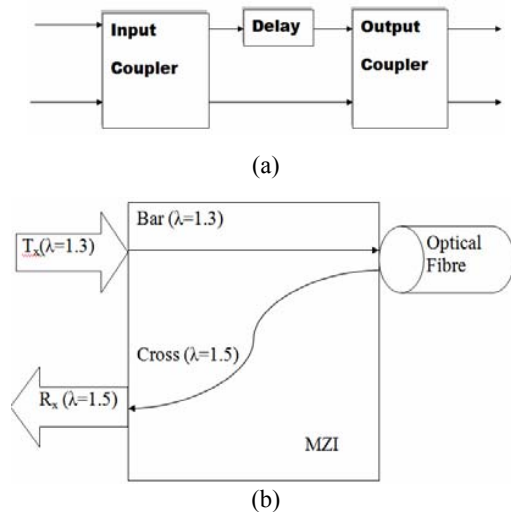 Input
Coupler
Delay
Output
Coupler
(a)
Bar (λ=1.3)
Tx(λ=1.3)
Optical
Fibre
Cross (λ=1.5)
Rx (λ=1.5)
MZI
(b)